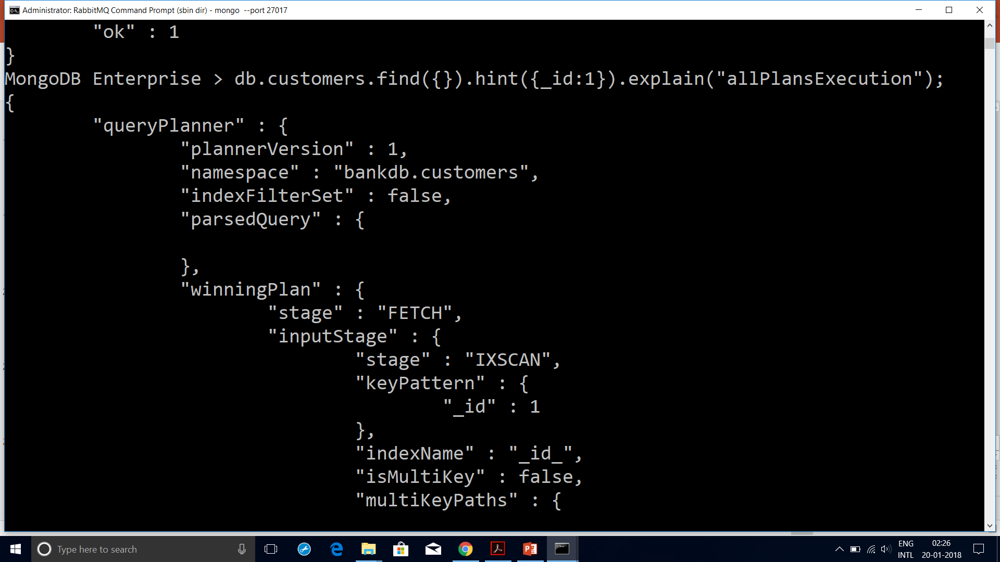 Administrator: RabbitMQ Command Prompt (sbin dir) - mongo  --port 27017
"ok" : 1
}
MongoDB Enterprise > db.customers.find({}).hint({_id:1}).explain("allPlansExecution");
{
"queryPlanner" : {
"plannerVersion" : 1,
"namespace" : "bankdb.customers",
"indexFilterSet" : false,
"parsedQuery" : {
},
"winningPlan" : {
"stage" : "FETCH",
"inputStage" : {
"stage" : "IXSCAN",
"keyPattern" : {
"_id" : 1
},
"indexName" : "_id_",
"isMultiKey" : false,
"multiKeyPaths" : {
Type here to search
ENG
INTL
02:26
20-01-2018